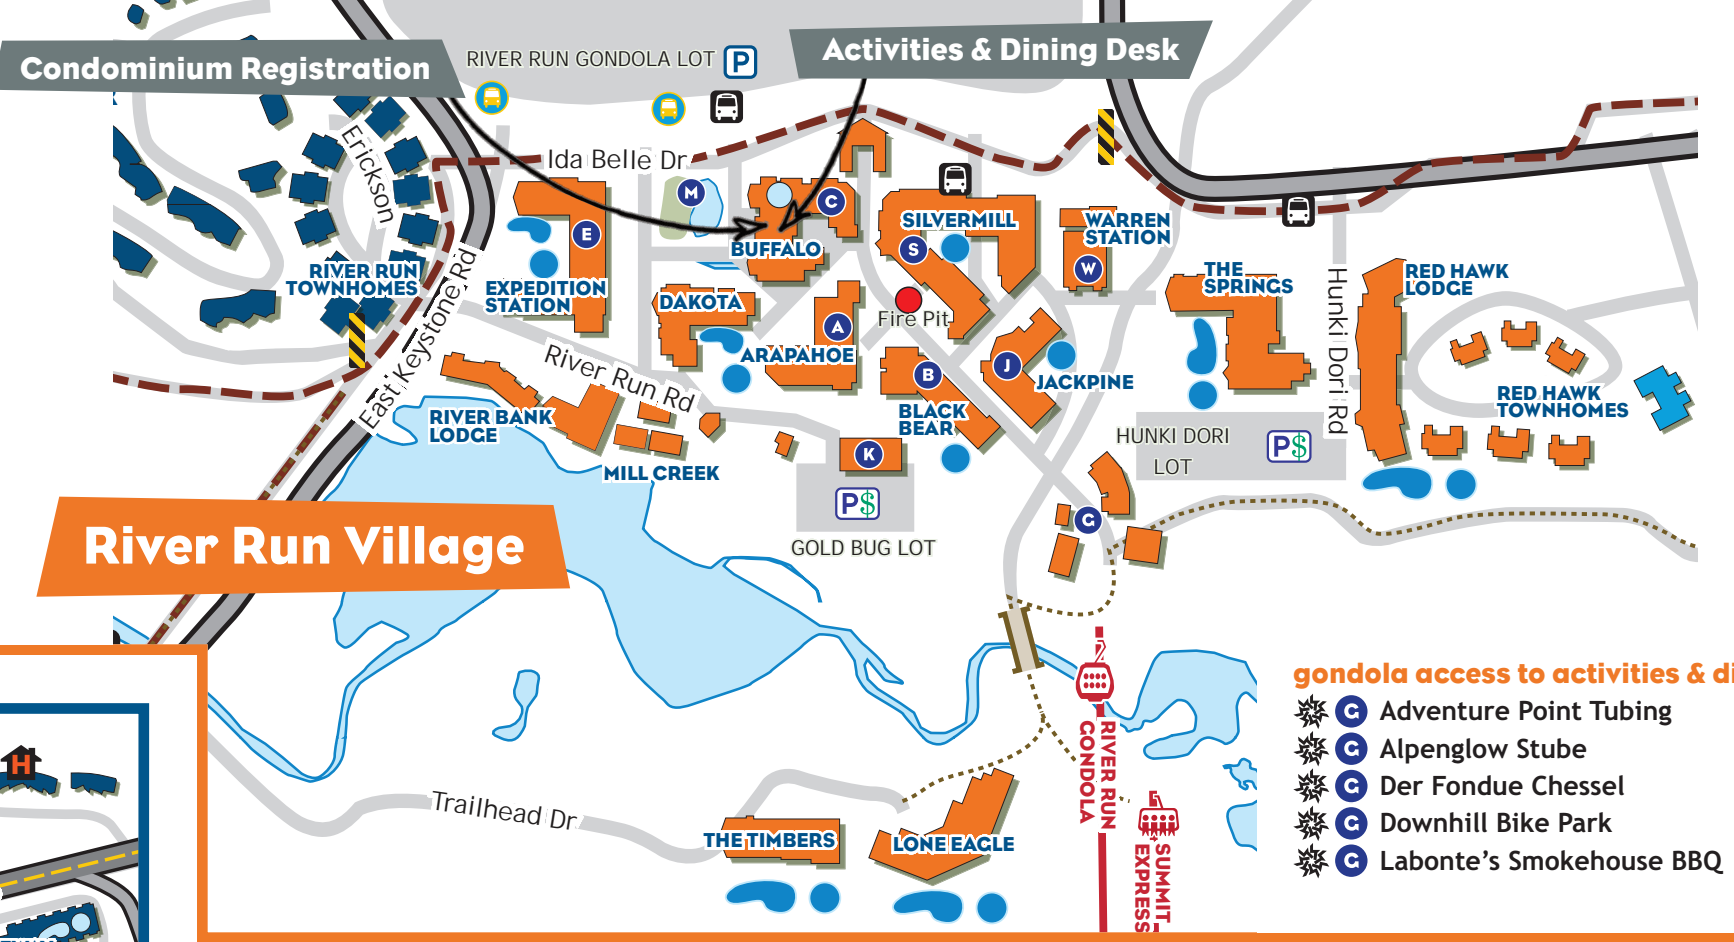 Condominium Registration
RIVER RUN GONDOLA LOT
P
Activities & Dining Desk
Erickson
Ida Belle Dr
M
C
E
BUFFALO
SILVERMILL
S
WARREN
STATION
W
RIVER RUN
TOWNHOMES
EXPEDITION
STATION
DAKOTA
A
ARAPAHOE
Fire Pit
THE
SPRINGS
Hunki Dori Rd
RED HAWK
LODGE
East Keystone Rd
River Run Rd
B
BLACK
BEAR
J
JACKPINE
RED HAWK
TOWNHOMES
RIVER BANK
LODGE
MILL CREEK
K
P$
GOLD BUG LOT
HUNKI DORI
LOT
P$
G
River Run Village
RIVER RUN
GONDOLA
SUMMIT
EXPRESS
Trailhead Dr
THE TIMBERS
LONE EAGLE
H
gondola access to activities & di
G Adventure Point Tubing
G Alpenglow Stube
G Der Fondue Chessel
G Downhill Bike Park
G Labonte's Smokehouse BBQ